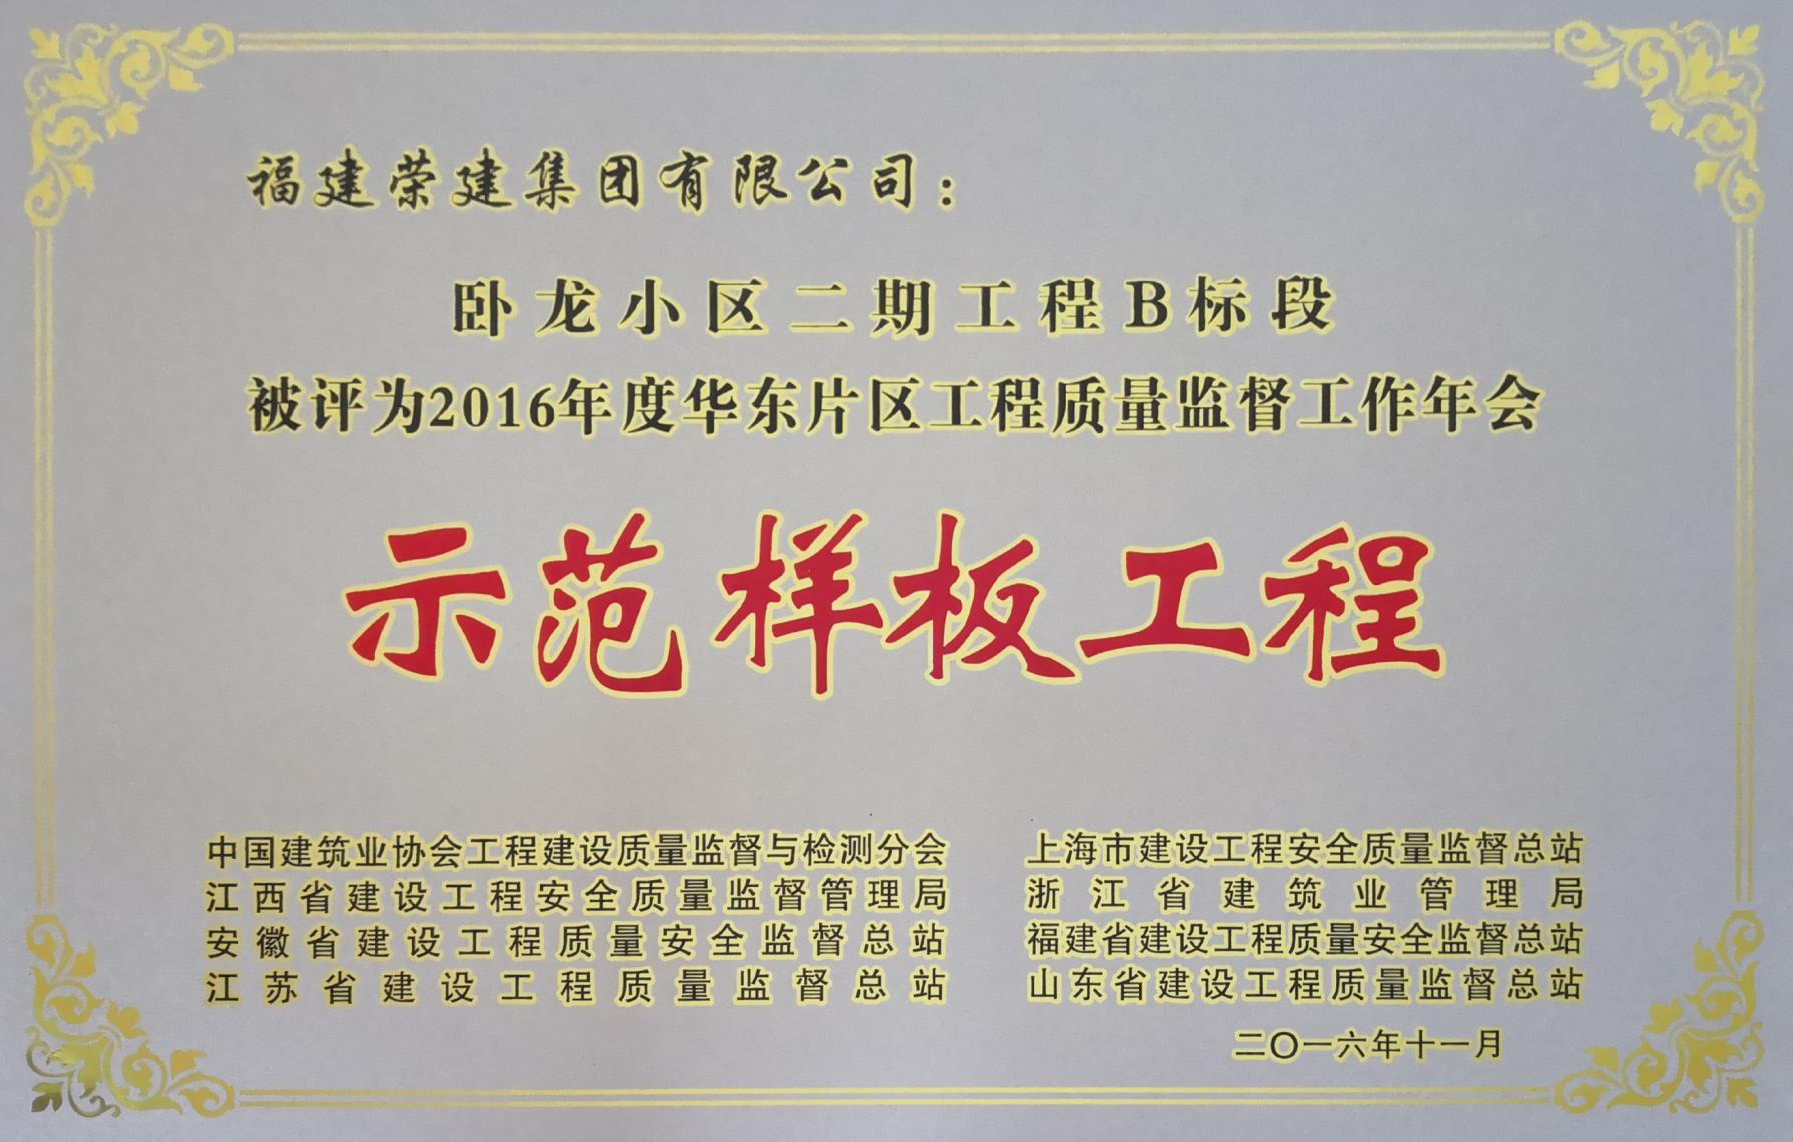 福建荣建集团有限公司：
卧龙小区二期工程B标段
被评为2016年度华东片区工程质量监督工作年会
示范样板工程
中国建筑业协会工程建设质量监督与检测分会
江西省建设工程安全质量监督管理局
安徽省建设工程质量安全监督总站
江苏省建设工程质量监督总站
上海市建设工程安全质量监督总站
浙江省建筑业管理局
福建省建设工程质量安全监督总站
山东省建设工程质量监督总站
二〇一六年十一月